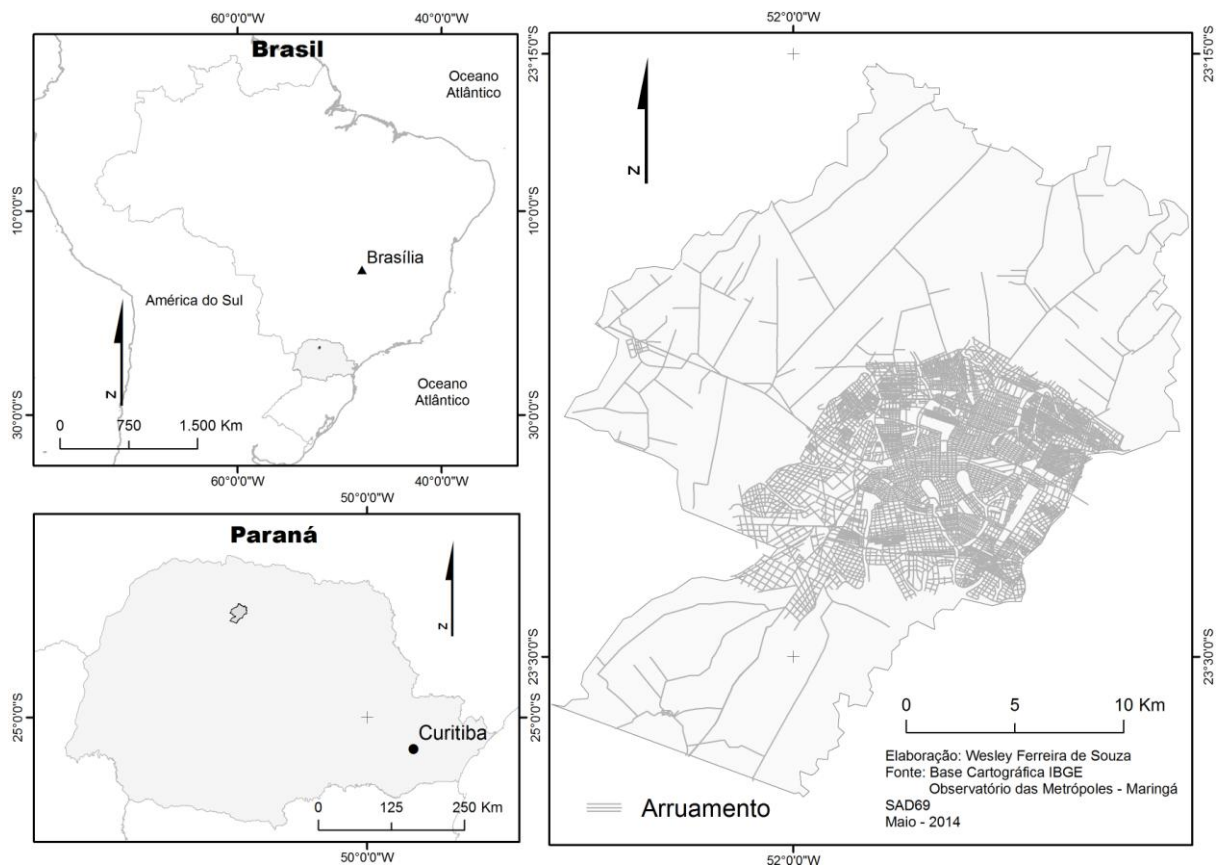 60°0'0"W
40°0'0"W
Brasil
Oceano
Atlântico
10°0'0"S
10°0'0"S
Brasília
América do Sul
N
Oceano
Atlântico
0 750 1.500 Km
30°0'0"S
30°0'0"S
60°0'0"W
40°0'0"W
50°0'0"W
Paraná
N
25°0'0"S
25°0'0"S
Curitiba
0 125 250 Km
50°0'0"W
52°0'0"W
23°15'0"S
23°15'0"S
N
23°30'0"S
23°30'0"S
0 5 10 Km
Elaboração: Wesley Ferreira de Souza
Fonte: Base Cartográfica IBGE
Observatório das Metrópoles - Maringá
SAD69
Maio - 2014
Arruamento
52°0'0"W